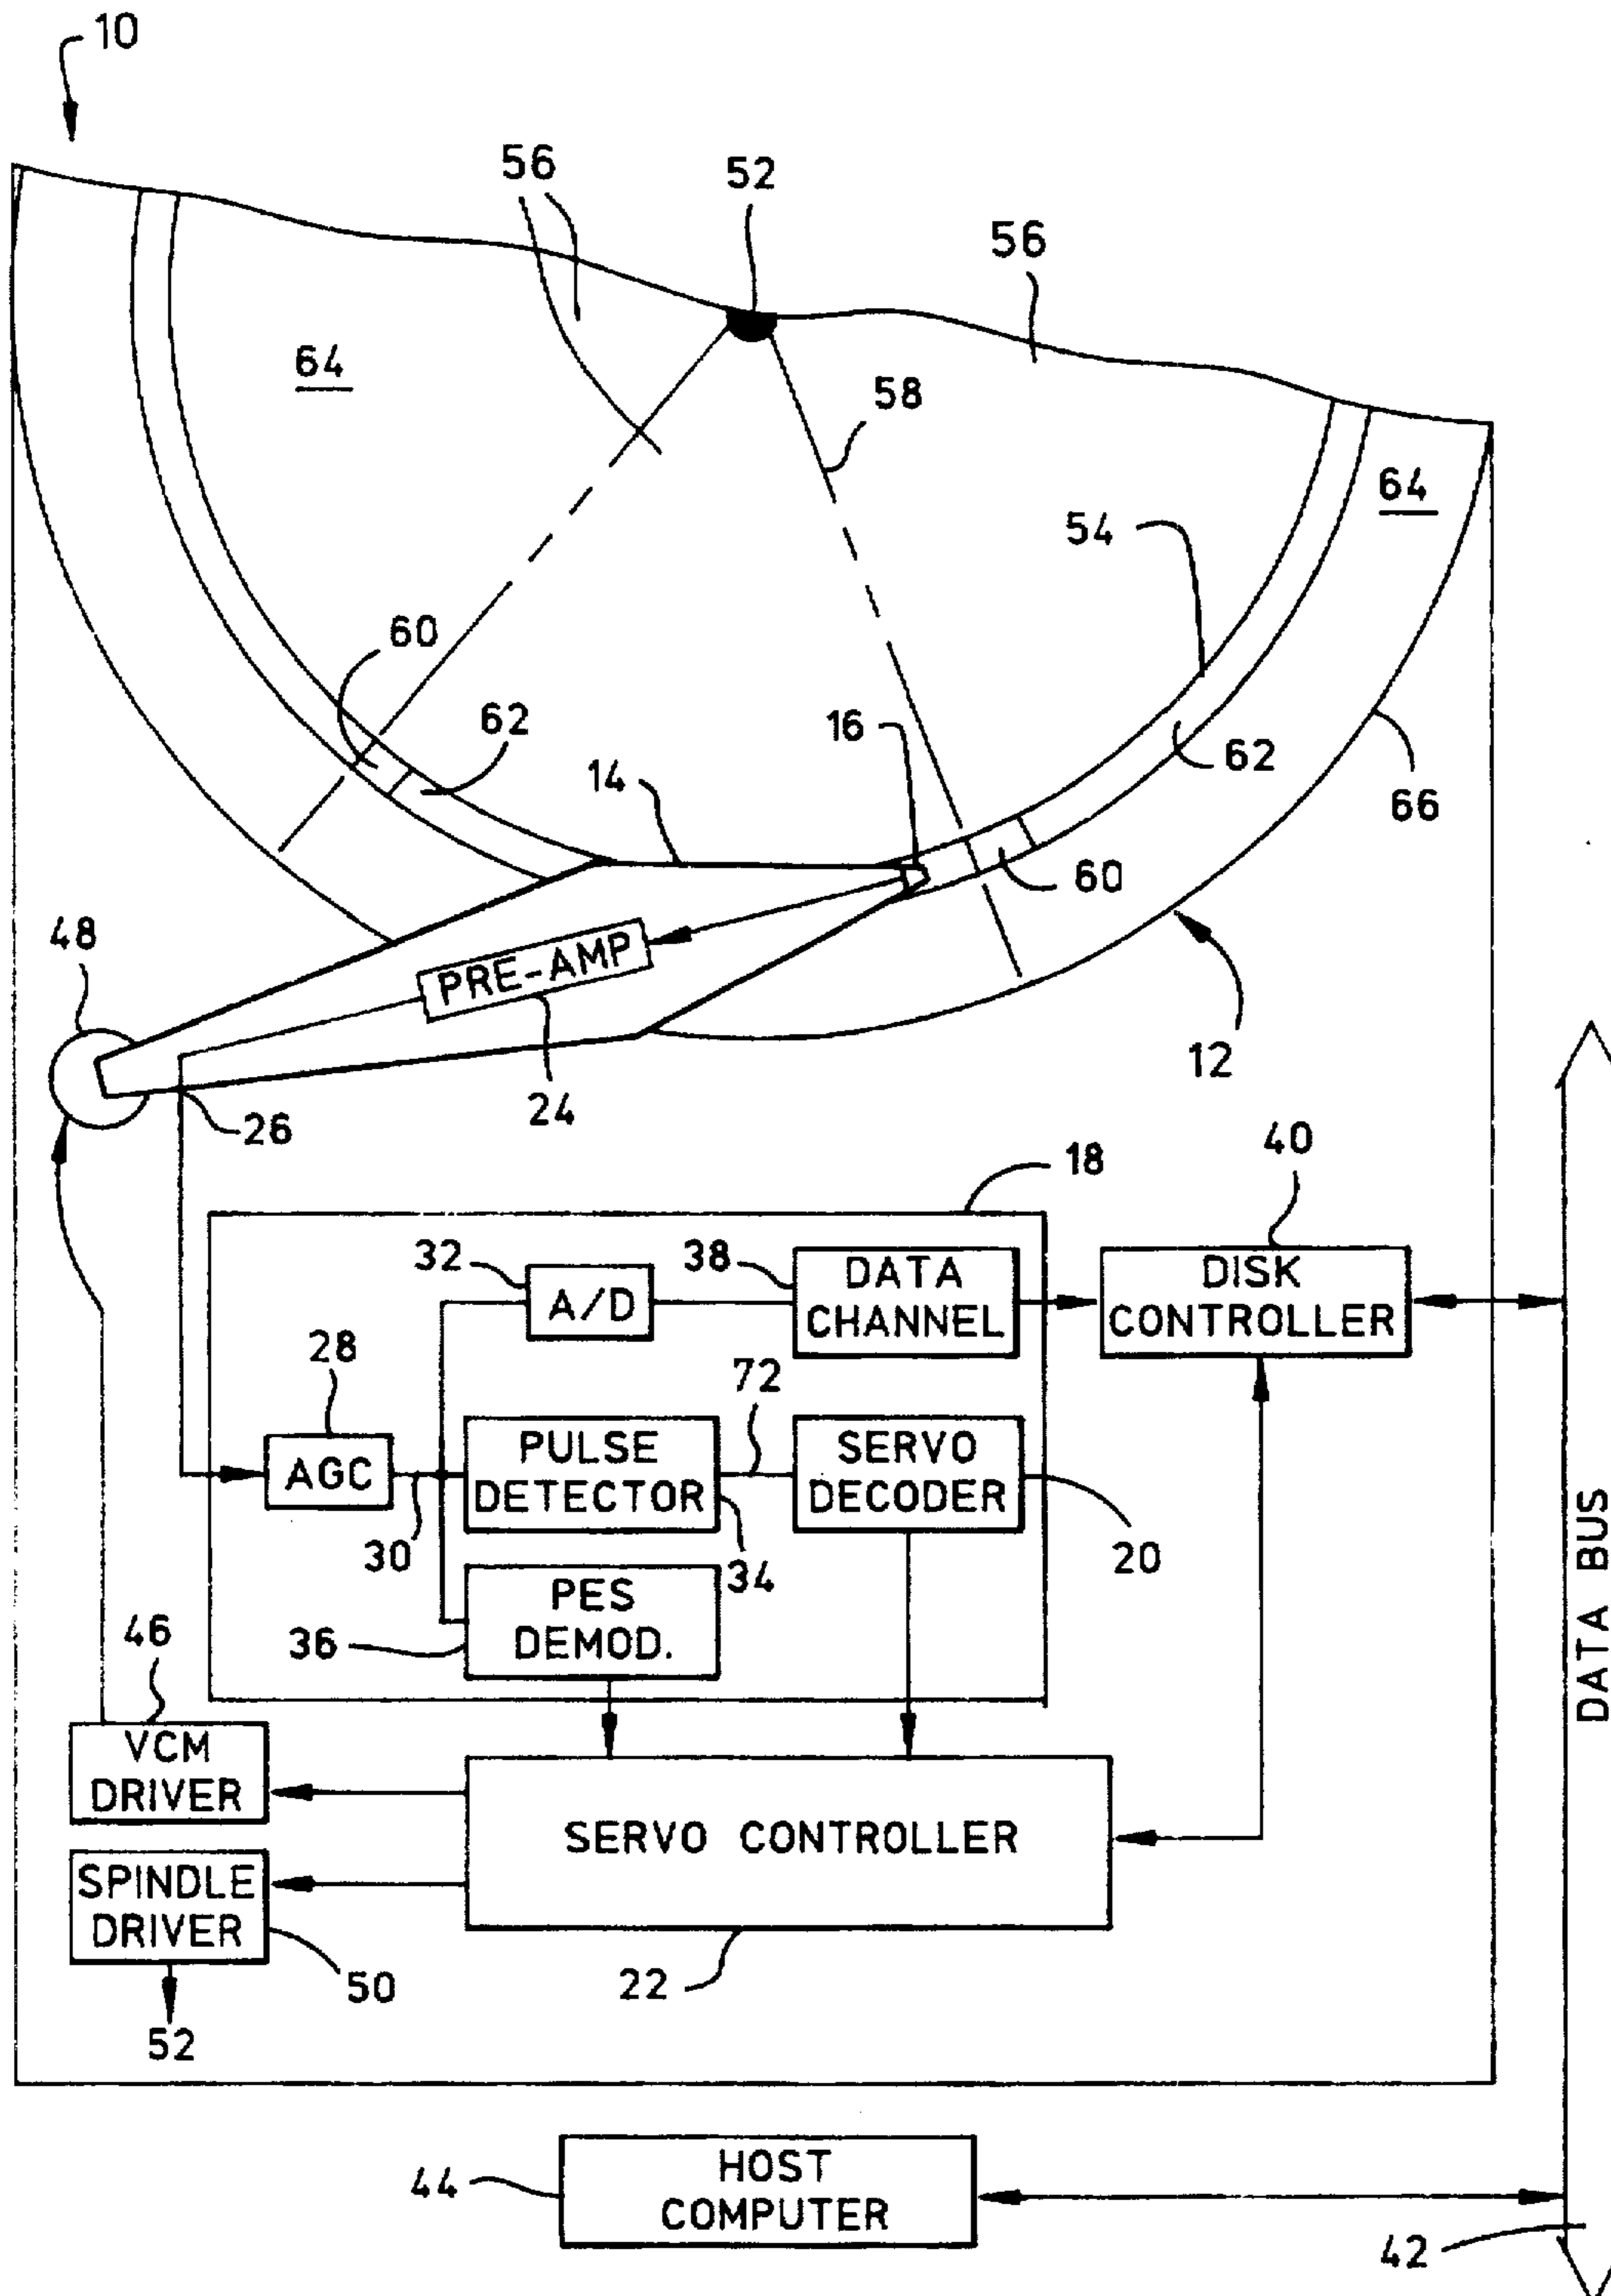 10
56
52
56
64
58
64
54
60
62
16
62
14
66
60
48
PRE-AMP
12
24
26
40
18
32
38
DATA
CHANNEL
DISK
CONTROLLER
A/D
28
72
PULSE
DETECTOR
SERVO
DECODER
AGC
30
34
20
PES
DEMOD.
36
46
VCM
DRIVER
SERVO CONTROLLER
SPINDLE
DRIVER
50
22
52
DATA BUS
HOST
COMPUTER
44
42